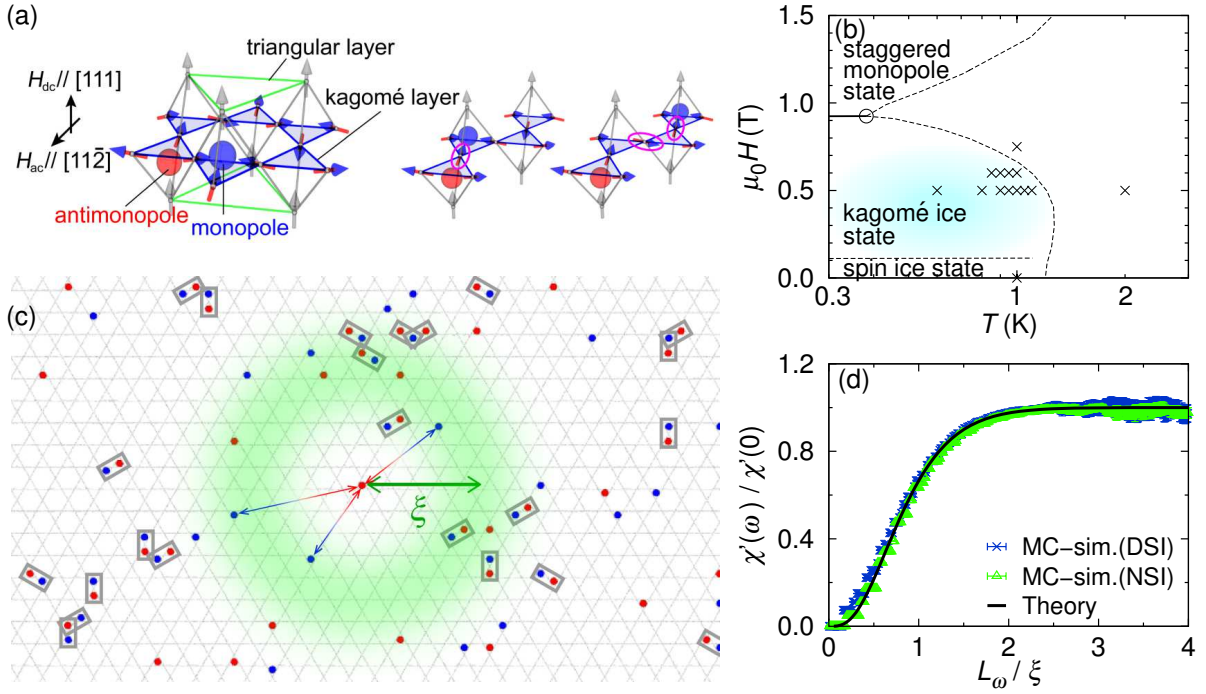 (a)
triangular layer
H_dc// [111]
kagomé layer
H_ac// [112̄]
antimonopole
monopole
(b)
1.5
staggered
monopole
state
1.0
μ₀H (T)
0.5
kagomé ice
state
spin ice state
0.0
0.3
1
2
T (K)
(c)
ξ
(d)
1.2
0.8
χ'(ω) / χ'(0)
0.4
MC-sim.(DSI)
MC-sim.(NSI)
Theory
0.0
0
1
2
3
4
L_ω / ξ